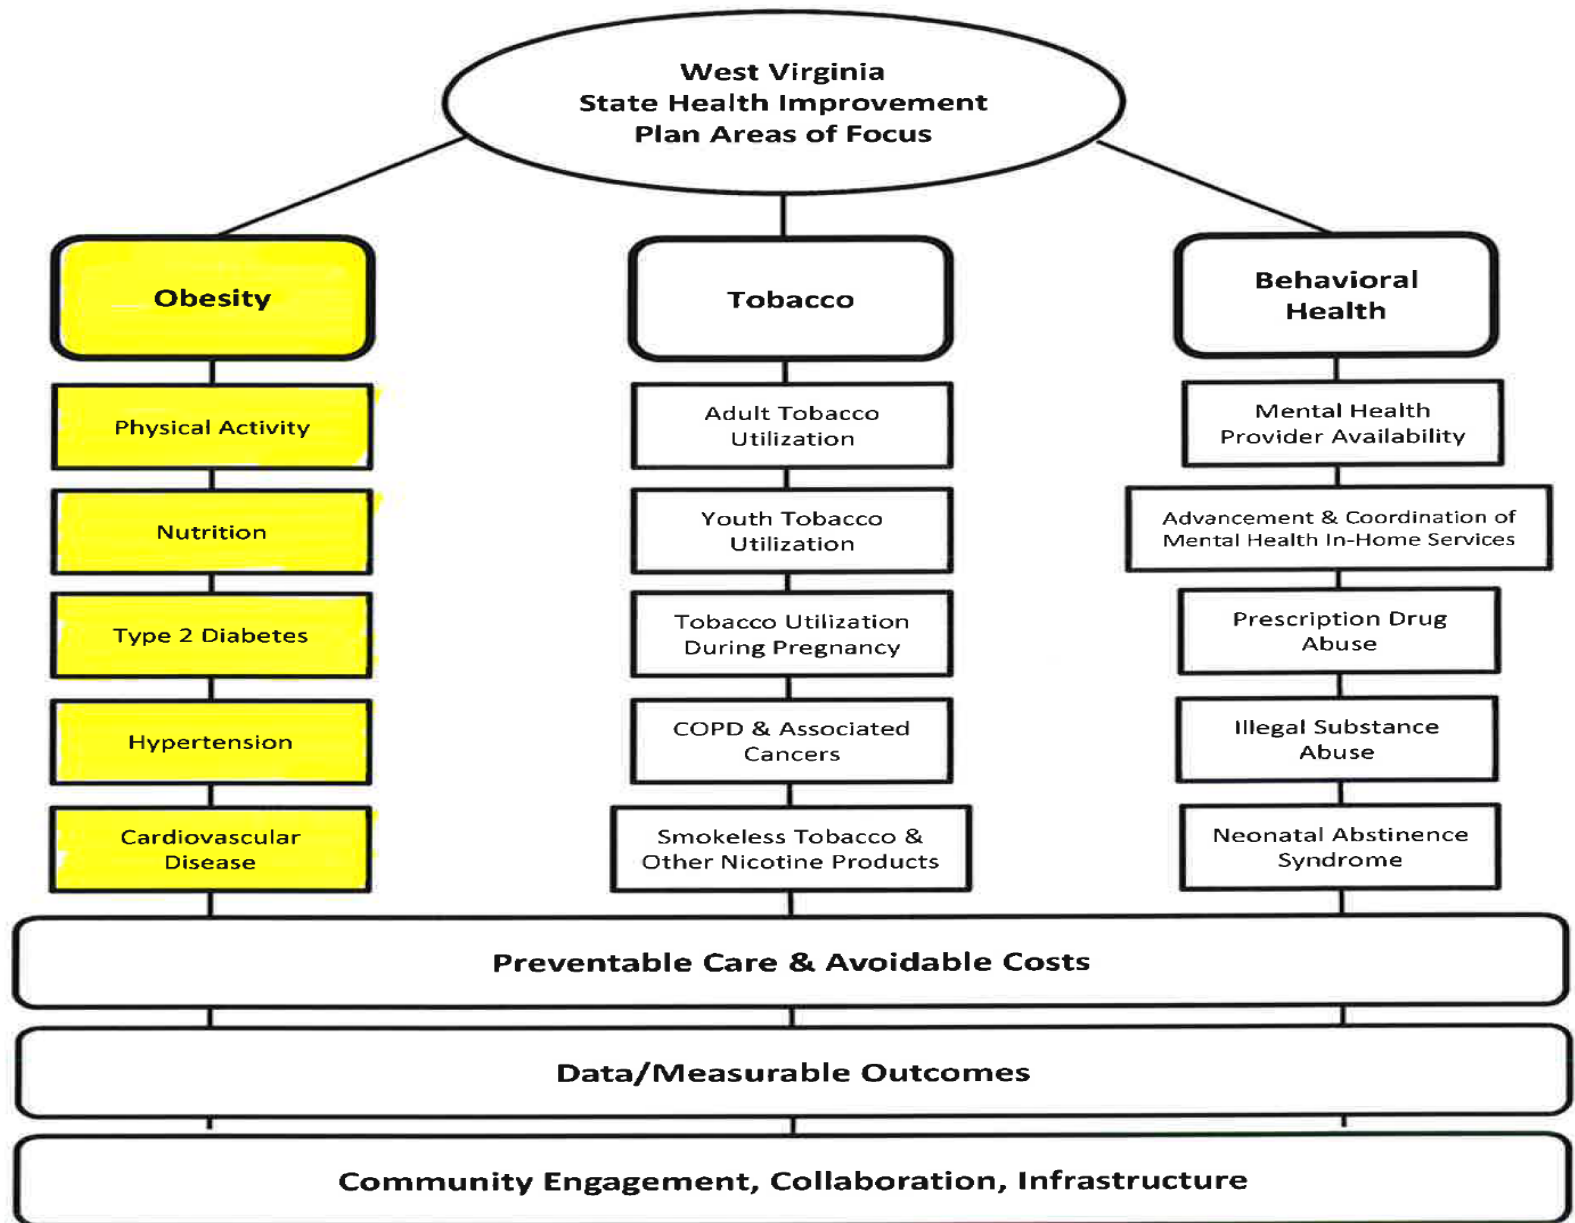 West Virginia
State Health Improvement
Plan Areas of Focus
Obesity
Physical Activity
Nutrition
Type 2 Diabetes
Hypertension
Cardiovascular
Disease
Tobacco
Adult Tobacco
Utilization
Youth Tobacco
Utilization
Tobacco Utilization
During Pregnancy
COPD & Associated
Cancers
Smokeless Tobacco &
Other Nicotine Products
Behavioral
Health
Mental Health
Provider Availability
Advancement & Coordination of
Mental Health In-Home Services
Prescription Drug
Abuse
Illegal Substance
Abuse
Neonatal Abstinence
Syndrome
Preventable Care & Avoidable Costs
Data/Measurable Outcomes
Community Engagement, Collaboration, Infrastructure